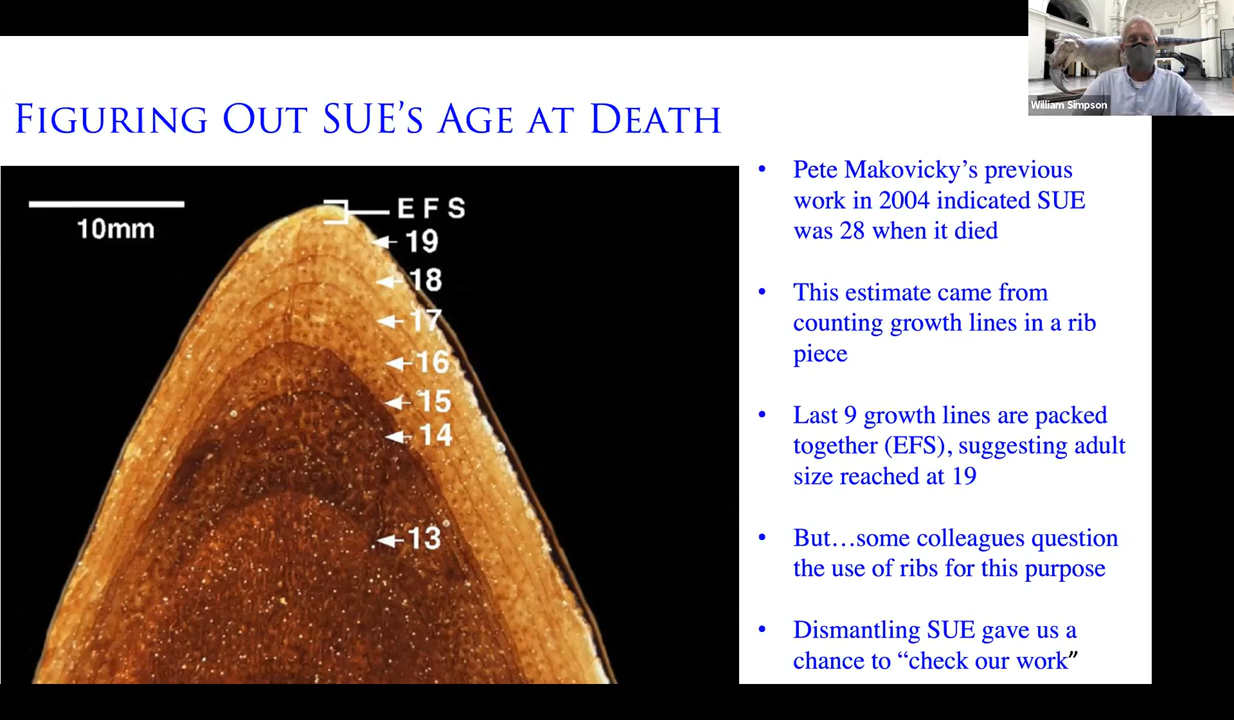 William Simpson
FIGURING OUT SUE'S AGE AT DEATH
10mm
EFS
19
18
17
16
15
14
13
• Pete Makovicky's previous
work in 2004 indicated SUE
was 28 when it died
• This estimate came from
counting growth lines in a rib
piece
• Last 9 growth lines are packed
together (EFS), suggesting adult
size reached at 19
• But…some colleagues question
the use of ribs for this purpose
• Dismantling SUE gave us a
chance to “check our work”